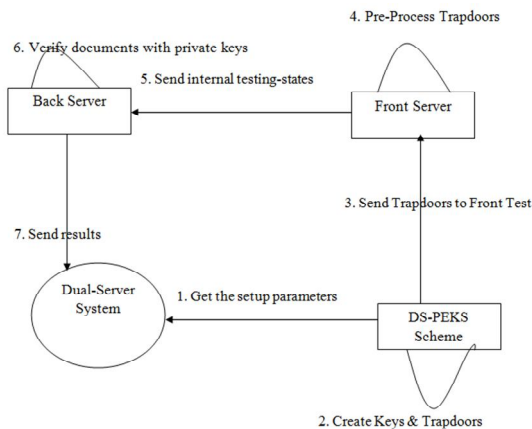 4. Pre-Process Trapdoors
6. Verify documents with private keys
5. Send internal testing-states
Back Server
Front Server
3. Send Trapdoors to Front Test
7. Send results
Dual-Server
System
1. Get the setup parameters
DS-PEKS
Scheme
2. Create Keys & Trapdoors